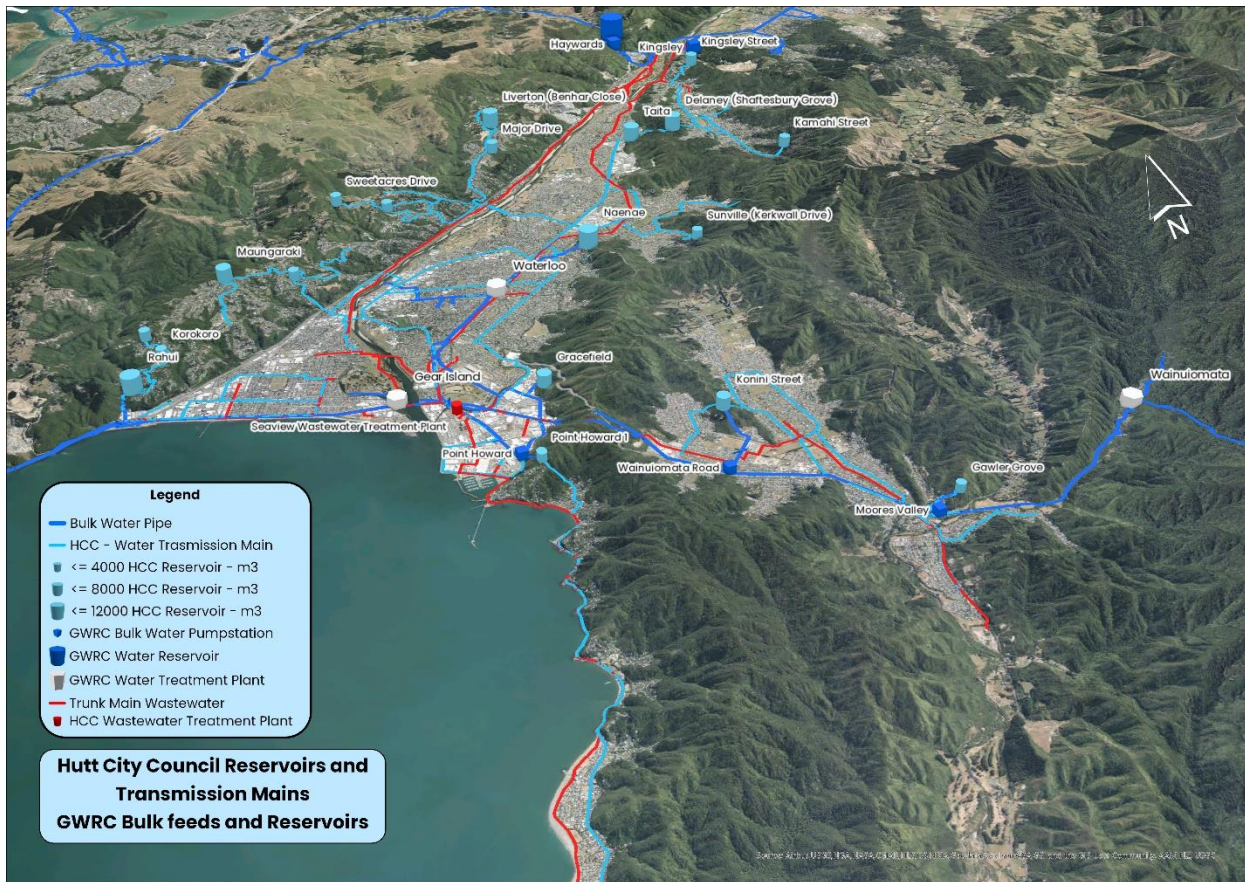 Haywards
Kingsley
Kingsley Street
Liverton (Benhar Close)
Delaney (Shaftesbury Grove)
Taita
Major Drive
Kamahi Street
Sweetacres Drive
Naenae
Sunville (Kerkwall Drive)
Maungaraki
Waterloo
Korokoro
Rahui
Gracefield
Gear Island
Konini Street
Wainuiomata
Seaview Wastewater Treatment Plant
Point Howard 1
Point Howard
Wainuiomata Road
Gawler Grove
Moores Valley
N
Legend
Bulk Water Pipe
HCC - Water Trasmission Main
<= 4000 HCC Reservoir - m3
<= 8000 HCC Reservoir - m3
<= 12000 HCC Reservoir - m3
GWRC Bulk Water Pumpstation
GWRC Water Reservoir
GWRC Water Treatment Plant
Trunk Main Wastewater
HCC Wastewater Treatment Plant
Hutt City Council Reservoirs and
Transmission Mains
GWRC Bulk feeds and Reservoirs